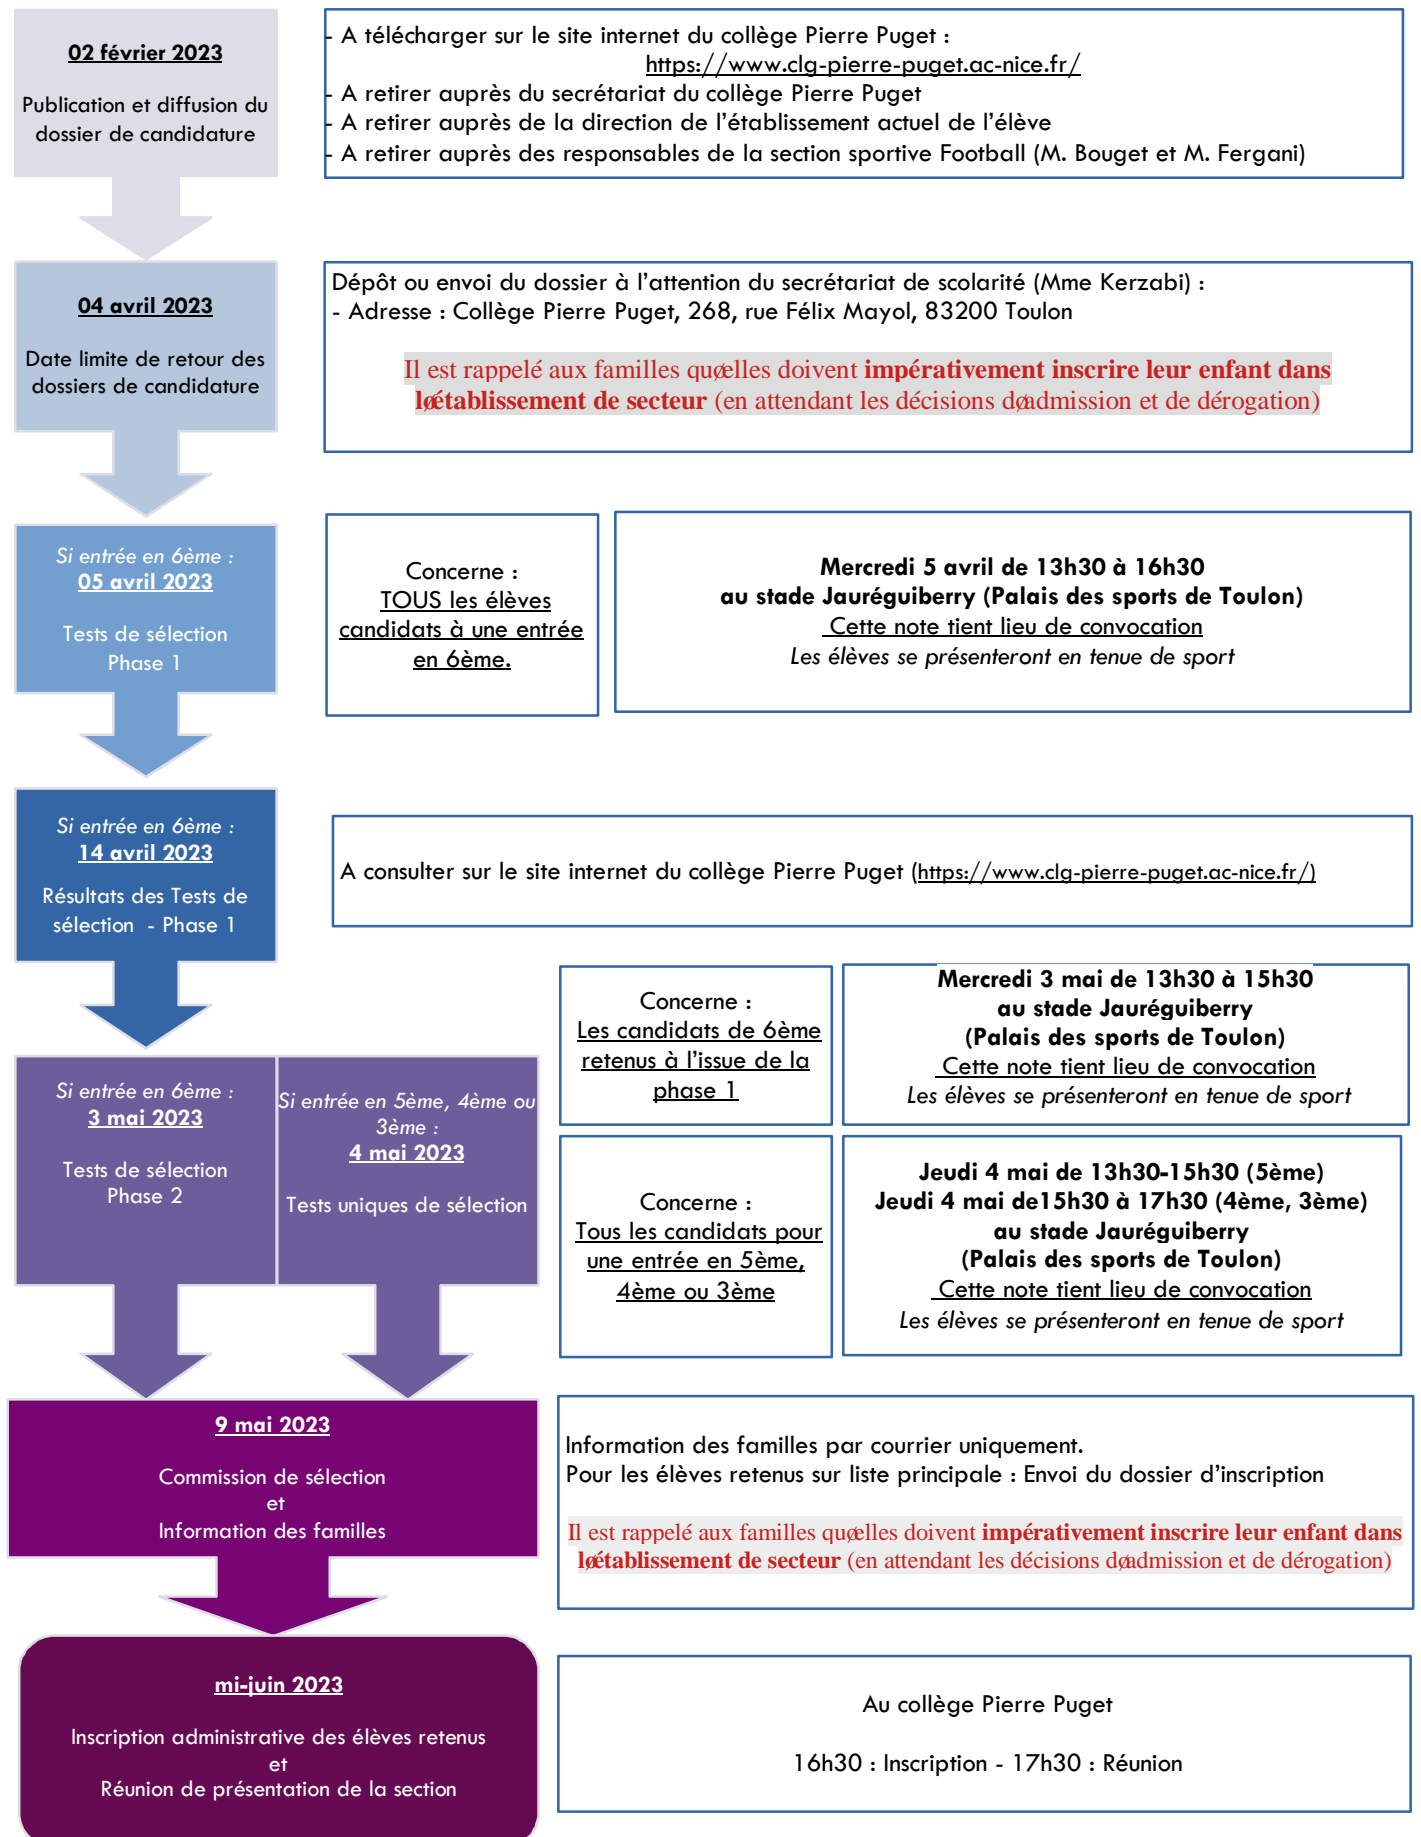 02 février 2023
Publication et diffusion du
dossier de candidature
- A télécharger sur le site internet du collège Pierre Puget :
https://www.clg-pierre-puget.ac-nice.fr/
- A retirer auprès du secrétariat du collège Pierre Puget
- A retirer auprès de la direction de l’établissement actuel de l’élève
- A retirer auprès des responsables de la section sportive Football (M. Bouget et M. Fergani)
04 avril 2023
Date limite de retour des
dossiers de candidature
Dépôt ou envoi du dossier à l’attention du secrétariat de scolarité (Mme Kerzabi) :
- Adresse : Collège Pierre Puget, 268, rue Félix Mayol, 83200 Toulon
Il est rappelé aux familles quøelles doivent impérativement inscrire leur enfant dans
løétablissement de secteur (en attendant les décisions døadmission et de dérogation)
Si entrée en 6ème :
05 avril 2023
Tests de sélection
Phase 1
Concerne :
TOUS les élèves
candidats à une entrée
en 6ème.
Mercredi 5 avril de 13h30 à 16h30
au stade Jauréguiberry (Palais des sports de Toulon)
Cette note tient lieu de convocation
Les élèves se présenteront en tenue de sport
Si entrée en 6ème :
14 avril 2023
Résultats des Tests de
sélection - Phase 1
A consulter sur le site internet du collège Pierre Puget (https://www.clg-pierre-puget.ac-nice.fr/)
Si entrée en 6ème :
3 mai 2023
Tests de sélection
Phase 2
Si entrée en 5ème, 4ème ou
3ème :
4 mai 2023
Tests uniques de sélection
Concerne :
Les candidats de 6ème
retenus à l’issue de la
phase 1
Mercredi 3 mai de 13h30 à 15h30
au stade Jauréguiberry
(Palais des sports de Toulon)
Cette note tient lieu de convocation
Les élèves se présenteront en tenue de sport
Concerne :
Tous les candidats pour
une entrée en 5ème,
4ème ou 3ème
Jeudi 4 mai de 13h30-15h30 (5ème)
Jeudi 4 mai de15h30 à 17h30 (4ème, 3ème)
au stade Jauréguiberry
(Palais des sports de Toulon)
Cette note tient lieu de convocation
Les élèves se présenteront en tenue de sport
9 mai 2023
Commission de sélection
et
Information des familles
Information des familles par courrier uniquement.
Pour les élèves retenus sur liste principale : Envoi du dossier d’inscription
Il est rappelé aux familles quøelles doivent impérativement inscrire leur enfant dans
løétablissement de secteur (en attendant les décisions døadmission et de dérogation)
mi-juin 2023
Inscription administrative des élèves retenus
et
Réunion de présentation de la section
Au collège Pierre Puget
16h30 : Inscription - 17h30 : Réunion